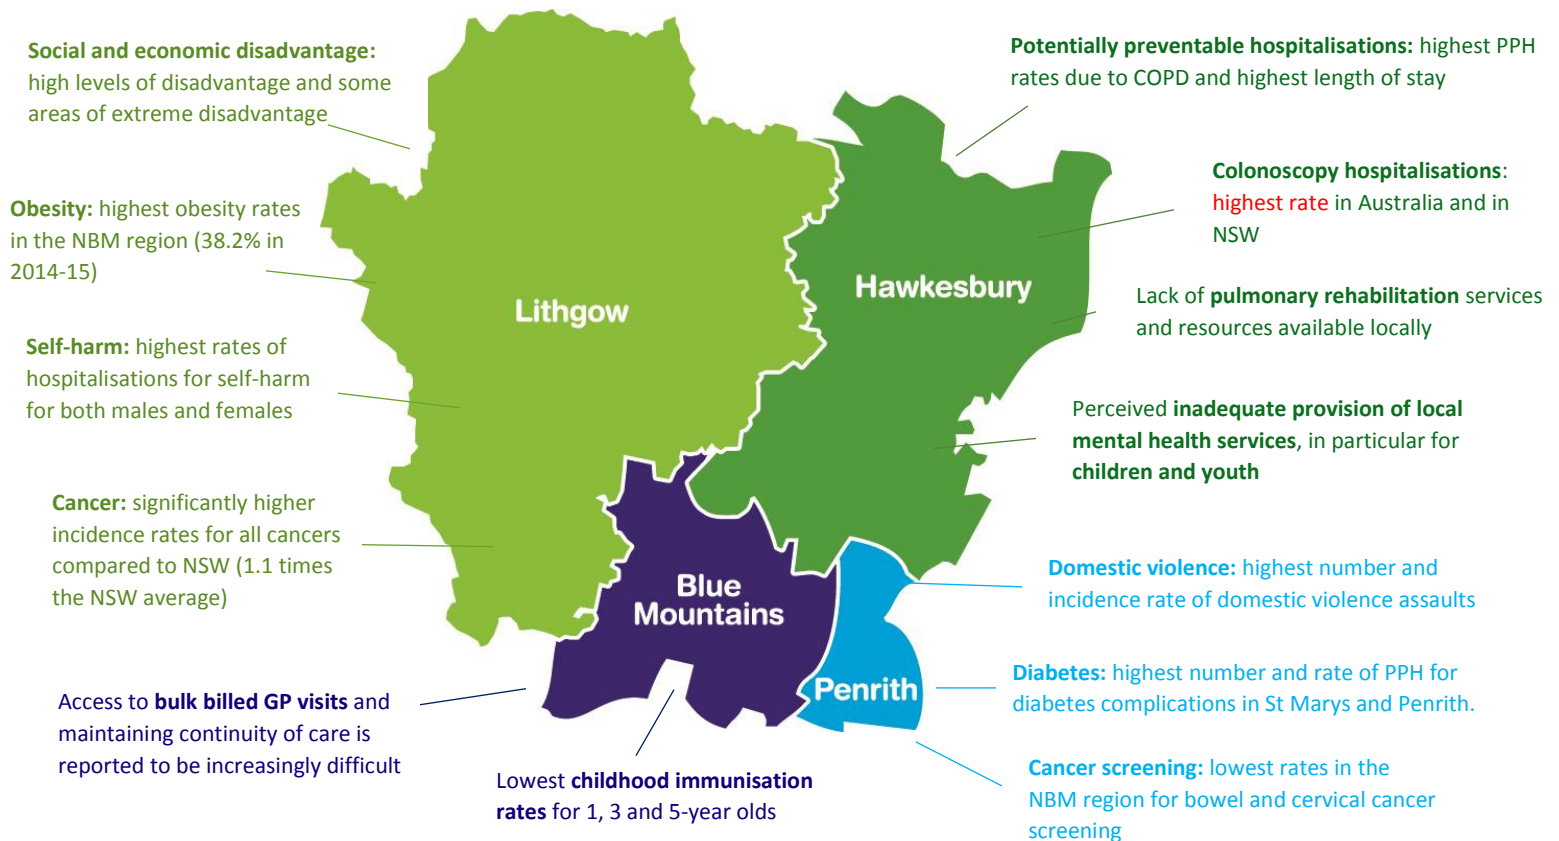 Social and economic disadvantage:
high levels of disadvantage and some
areas of extreme disadvantage
Obesity: highest obesity rates
in the NBM region (38.2% in
2014-15)
Self-harm: highest rates of
hospitalisations for self-harm
for both males and females
Cancer: significantly higher
incidence rates for all cancers
compared to NSW (1.1 times
the NSW average)
Access to bulk billed GP visits and
maintaining continuity of care is
reported to be increasingly difficult
Lowest childhood immunisation
rates for 1, 3 and 5-year olds
Lithgow
Hawkesbury
Blue
Mountains
Penrith
Potentially preventable hospitalisations: highest PPH
rates due to COPD and highest length of stay
Colonoscopy hospitalisations:
highest rate in Australia and in
NSW
Lack of pulmonary rehabilitation services
and resources available locally
Perceived inadequate provision of local
mental health services, in particular for
children and youth
Domestic violence: highest number and
incidence rate of domestic violence assaults
Diabetes: highest number and rate of PPH for
diabetes complications in St Marys and Penrith.
Cancer screening: lowest rates in the
NBM region for bowel and cervical cancer
screening